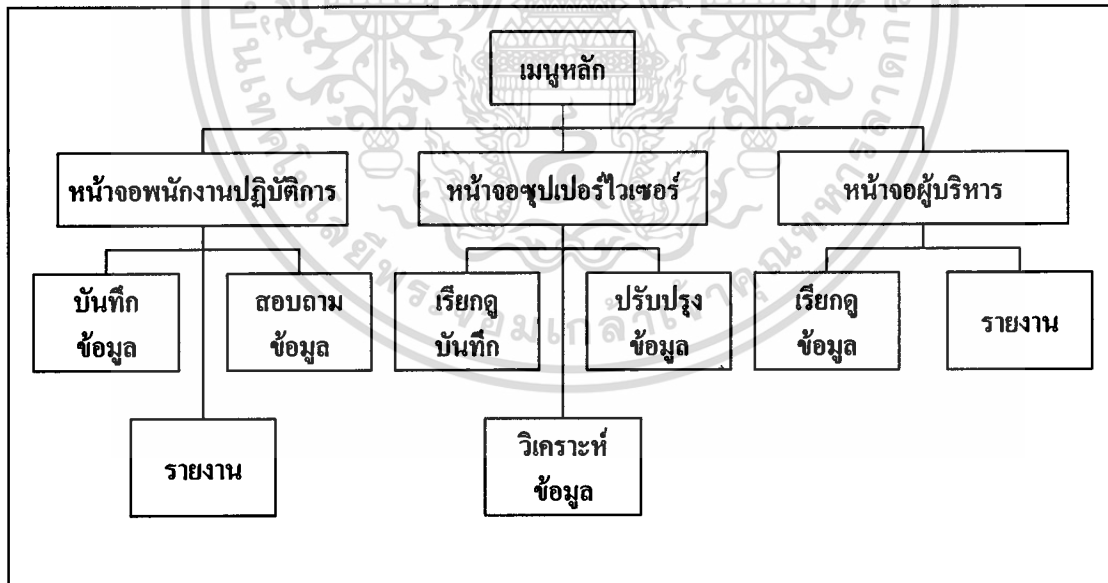 เมนูหลัก
หน้าจอพนักงานปฏิบัติการ
หน้าจอซุปเปอร์ไวเซอร์
หน้าจอผู้บริหาร
บันทึก
ข้อมูล
สอบถาม
ข้อมูล
เรียกดู
บันทึก
ปรับปรุง
ข้อมูล
เรียกดู
ข้อมูล
รายงาน
รายงาน
วิเคราะห์
ข้อมูล